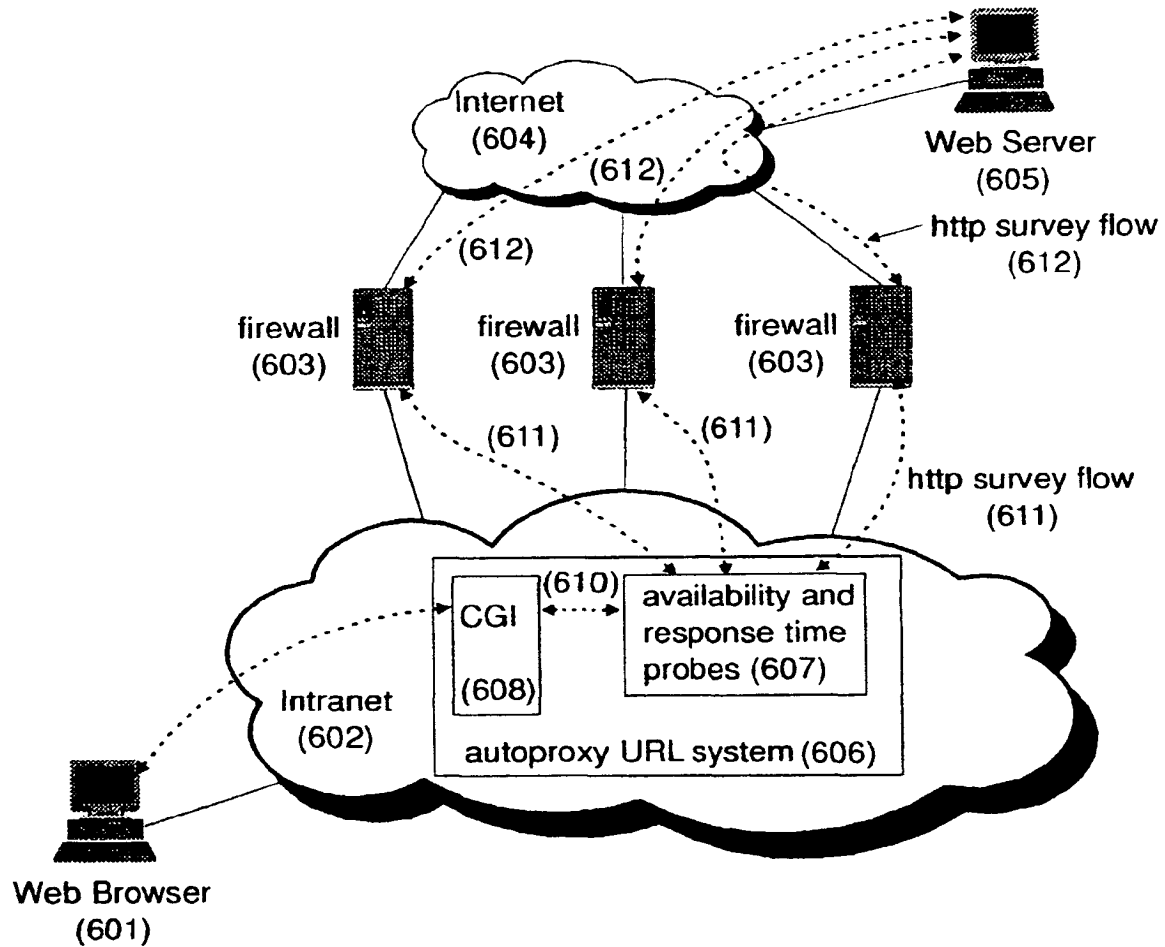 Internet
(604)
(612)
Web Server
(605)
http survey flow
(612)
(612)
firewall
(603)
firewall
(603)
firewall
(603)
(611)
(611)
http survey flow
(611)
CGI
(608)
(610)
availability and
response time
probes (607)
autoproxy URL system (606)
Intranet
(602)
Web Browser
(601)